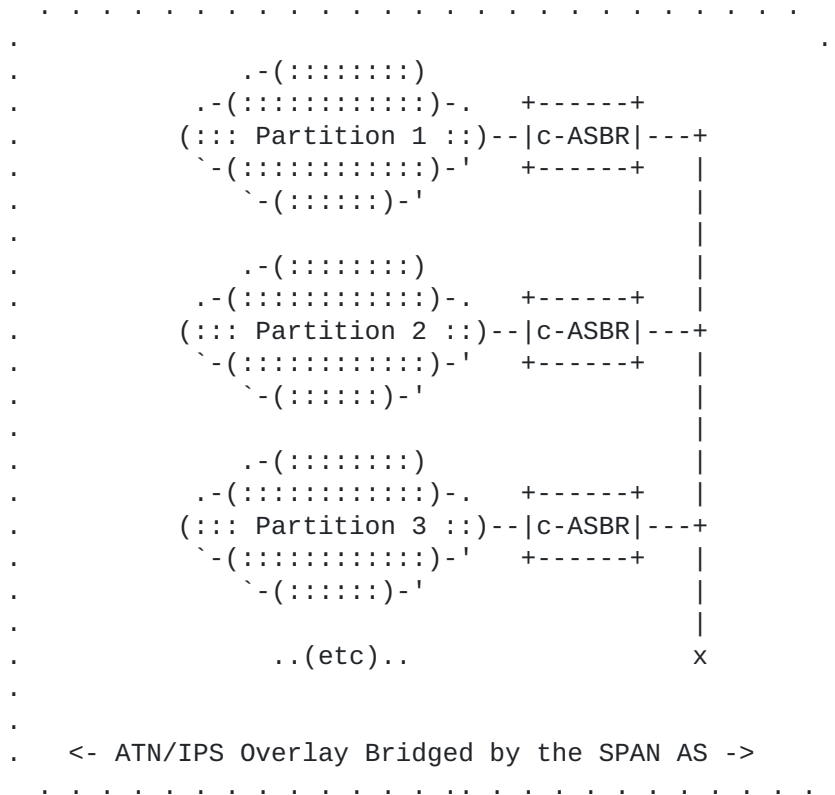 . . . . . . . . . . . . . . . . . . . . . . . . .
.                                                   .
.               .-(::::::::)
.            .-(::::::::::::)-.   +------+
.           (::: Partition 1 ::)--|c-ASBR|---+
.            `-(::::::::::::)-'   +------+   |
.               `-(::::::)-'                 |
.                                            |
.               .-(::::::::)                 |
.            .-(::::::::::::)-.   +------+   |
.           (::: Partition 2 ::)--|c-ASBR|---+
.            `-(::::::::::::)-'   +------+   |
.               `-(::::::)-'                 |
.                                            |
.               .-(::::::::)                 |
.            .-(::::::::::::)-.   +------+   |
.           (::: Partition 3 ::)--|c-ASBR|---+
.            `-(::::::::::::)-'   +------+   |
.               `-(::::::)-'                 |
.                                            |
.                 ..(etc)..                  x
.
.
.    <- ATN/IPS Overlay Bridged by the SPAN AS ->
. . . . . . . . . . . . . .. . . . . . . . . . . .